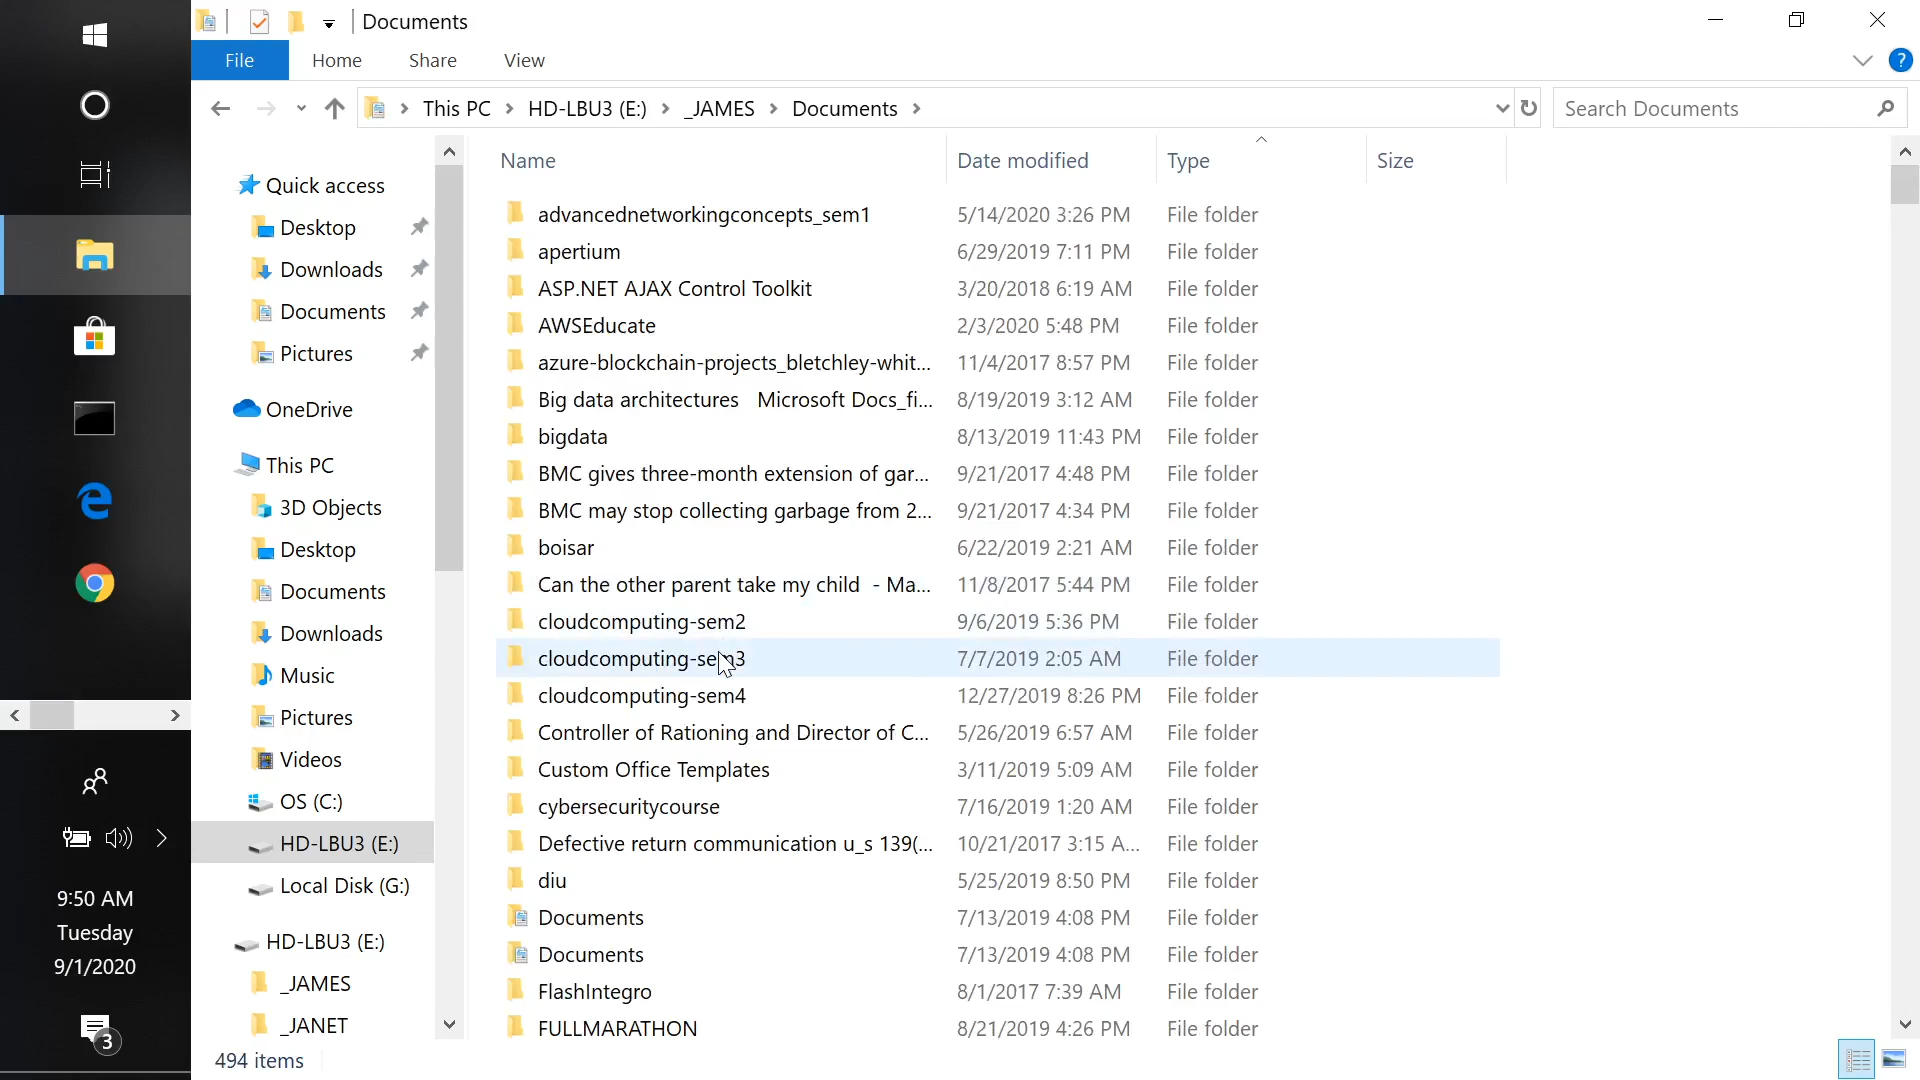 Documents
File Home Share View
This PC HD-LBU3 (E:) _JAMES Documents
Search Documents
Name Date modified Type Size
Quick access
Desktop
Downloads
Documents
Pictures
OneDrive
This PC
3D Objects
Desktop
Documents
Downloads
Music
Pictures
Videos
OS (C:)
HD-LBU3 (E:)
Local Disk (G:)
HD-LBU3 (E:)
_JAMES
_JANET
advancednetworkingconcepts_sem1 5/14/2020 3:26 PM File folder
apertium 6/29/2019 7:11 PM File folder
ASP.NET AJAX Control Toolkit 3/20/2018 6:19 AM File folder
AWSEducate 2/3/2020 5:48 PM File folder
azure-blockchain-projects_bletchley-whit... 11/4/2017 8:57 PM File folder
Big data architectures Microsoft Docs_fi... 8/19/2019 3:12 AM File folder
bigdata 8/13/2019 11:43 PM File folder
BMC gives three-month extension of gar... 9/21/2017 4:48 PM File folder
BMC may stop collecting garbage from 2... 9/21/2017 4:34 PM File folder
boisar 6/22/2019 2:21 AM File folder
Can the other parent take my child - Ma... 11/8/2017 5:44 PM File folder
cloudcomputing-sem2 9/6/2019 5:36 PM File folder
cloudcomputing-sem3 7/7/2019 2:05 AM File folder
cloudcomputing-sem4 12/27/2019 8:26 PM File folder
Controller of Rationing and Director of C... 5/26/2019 6:57 AM File folder
Custom Office Templates 3/11/2019 5:09 AM File folder
cybersecuritycourse 7/16/2019 1:20 AM File folder
Defective return communication u_s 139(... 10/21/2017 3:15 A... File folder
diu 5/25/2019 8:50 PM File folder
Documents 7/13/2019 4:08 PM File folder
Documents 7/13/2019 4:08 PM File folder
FlashIntegro 8/1/2017 7:39 AM File folder
FULLMARATHON 8/21/2019 4:26 PM File folder
494 items
9:50 AM
Tuesday
9/1/2020
3